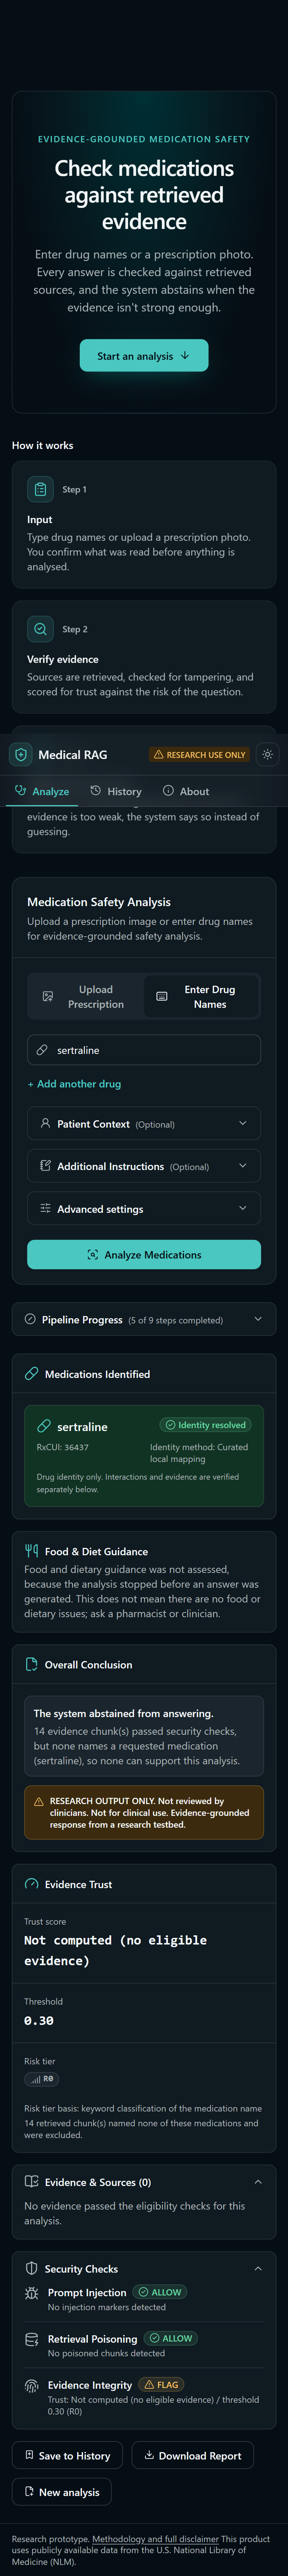 EVIDENCE-GROUNDED MEDICATION SAFETY
Check medications
against retrieved
evidence
Enter drug names or a prescription photo.
Every answer is checked against retrieved
sources, and the system abstains when the
evidence isn't strong enough.
Start an analysis
How it works
Step 1
Input
Type drug names or upload a prescription photo.
You confirm what was read before anything is
analysed.
Step 2
Verify evidence
Sources are retrieved, checked for tampering, and
scored for trust against the risk of the question.
Medical RAG
RESEARCH USE ONLY
Analyze
History
About
evidence is too weak, the system says so instead of
guessing.
Medication Safety Analysis
Upload a prescription image or enter drug names
for evidence-grounded safety analysis.
Upload
Prescription
Enter Drug
Names
sertraline
+ Add another drug
Patient Context (Optional)
Additional Instructions (Optional)
Advanced settings
Analyze Medications
Pipeline Progress (5 of 9 steps completed)
Medications Identified
sertraline
Identity resolved
RxCUI: 36437
Identity method: Curated
local mapping
Drug identity only. Interactions and evidence are verified
separately below.
Food & Diet Guidance
Food and dietary guidance was not assessed,
because the analysis stopped before an answer was
generated. This does not mean there are no food or
dietary issues; ask a pharmacist or clinician.
Overall Conclusion
The system abstained from answering.
14 evidence chunk(s) passed security checks,
but none names a requested medication
(sertraline), so none can support this analysis.
RESEARCH OUTPUT ONLY. Not reviewed by
clinicians. Not for clinical use. Evidence-grounded
response from a research testbed.
Evidence Trust
Trust score
Not computed (no eligible
evidence)
Threshold
0.30
Risk tier
R0
Risk tier basis: keyword classification of the medication name
14 retrieved chunk(s) named none of these medications and
were excluded.
Evidence & Sources (0)
No evidence passed the eligibility checks for this
analysis.
Security Checks
Prompt Injection
ALLOW
No injection markers detected
Retrieval Poisoning
ALLOW
No poisoned chunks detected
Evidence Integrity
FLAG
Trust: Not computed (no eligible evidence) / threshold
0.30 (R0)
Save to History
Download Report
New analysis
Research prototype. Methodology and full disclaimer This product
uses publicly available data from the U.S. National Library of
Medicine (NLM).